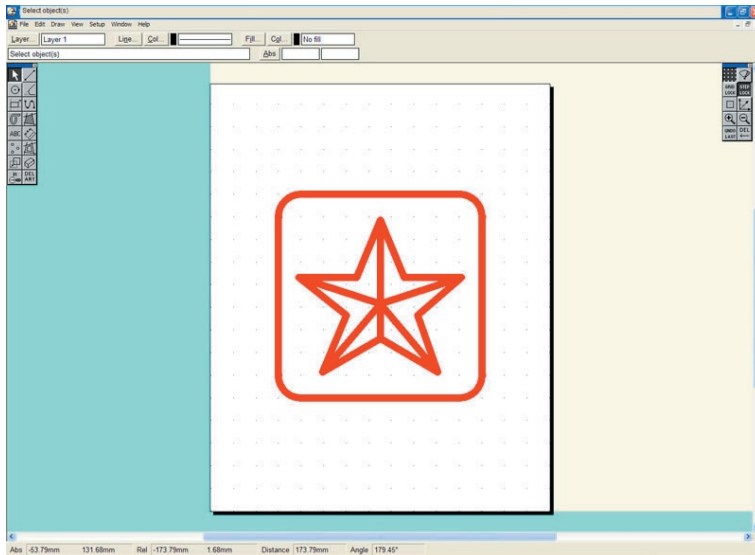 Select object(s)
File Edit Draw View Setup Window Help
Layer... Layer 1 Line... Col... Fill... Col... No fill
Select object(s) Abs
GRID LOCK STEP LOCK
ABC
UNDO LAST DEL
DEL ANY
Abs -53.79mm 131.68mm Rel -173.79mm 1.68mm Distance 173.79mm Angle 179.45°